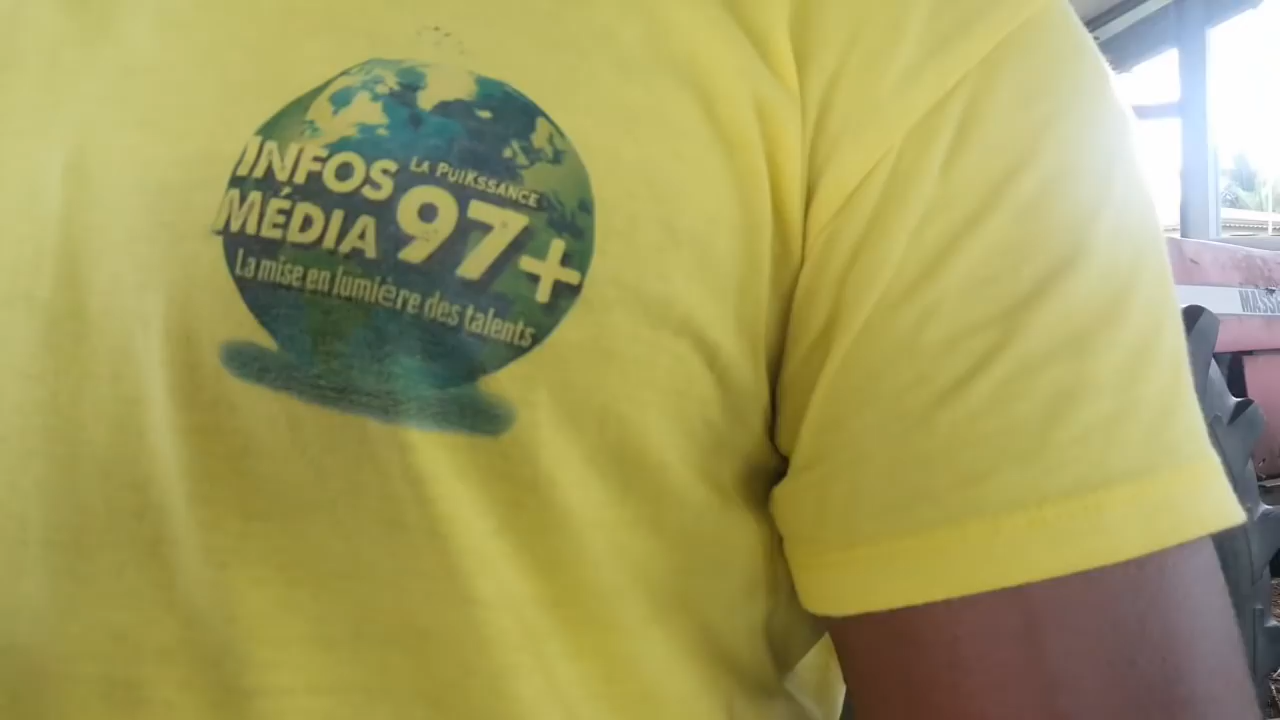 INFOS
MÉDIA
LA PUIKSSANCE
97+
La mise en lumière des talents